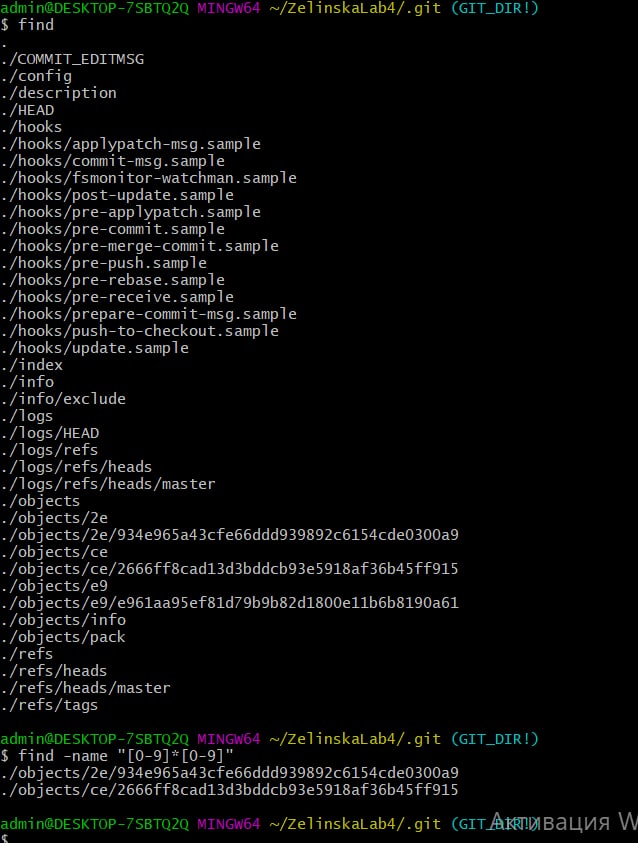 admin@DESKTOP-7SBTQ2Q MINGW64 ~/ZelinskaLab4/.git (GIT_DIR!)
$ find
.
./COMMIT_EDITMSG
./config
./description
./HEAD
./hooks
./hooks/applypatch-msg.sample
./hooks/commit-msg.sample
./hooks/fsmonitor-watchman.sample
./hooks/post-update.sample
./hooks/pre-applypatch.sample
./hooks/pre-commit.sample
./hooks/pre-merge-commit.sample
./hooks/pre-push.sample
./hooks/pre-rebase.sample
./hooks/pre-receive.sample
./hooks/prepare-commit-msg.sample
./hooks/push-to-checkout.sample
./hooks/update.sample
./index
./info
./info/exclude
./logs
./logs/HEAD
./logs/refs
./logs/refs/heads
./logs/refs/heads/master
./objects
./objects/2e
./objects/2e/934e965a43cfe66ddd939892c6154cde0300a9
./objects/ce
./objects/ce/2666ff8cad13d3bddcb93e5918af36b45ff915
./objects/e9
./objects/e9/e961aa95ef81d79b9b82d1800e11b6b8190a61
./objects/info
./objects/pack
./refs
./refs/heads
./refs/heads/master
./refs/tags
admin@DESKTOP-7SBTQ2Q MINGW64 ~/ZelinskaLab4/.git (GIT_DIR!)
$ find -name "[0-9]*[0-9]"
./objects/2e/934e965a43cfe66ddd939892c6154cde0300a9
./objects/ce/2666ff8cad13d3bddcb93e5918af36b45ff915
admin@DESKTOP-7SBTQ2Q MINGW64 ~/ZelinskaLab4/.git (GIT_DIR!)
Активация W
$